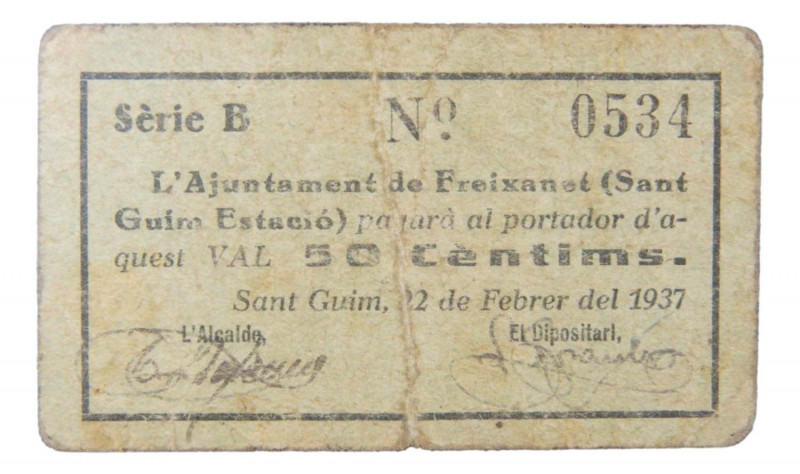 Sèrie B Nº 0534
L'Ajuntament de Freixanet (Sant
Guim Estació) pagarà al portador d'a-
quest VAL 50 Cèntims.
Sant Guim, 22 de Febrer del 1937
L'Alcalde, El Dipositari,